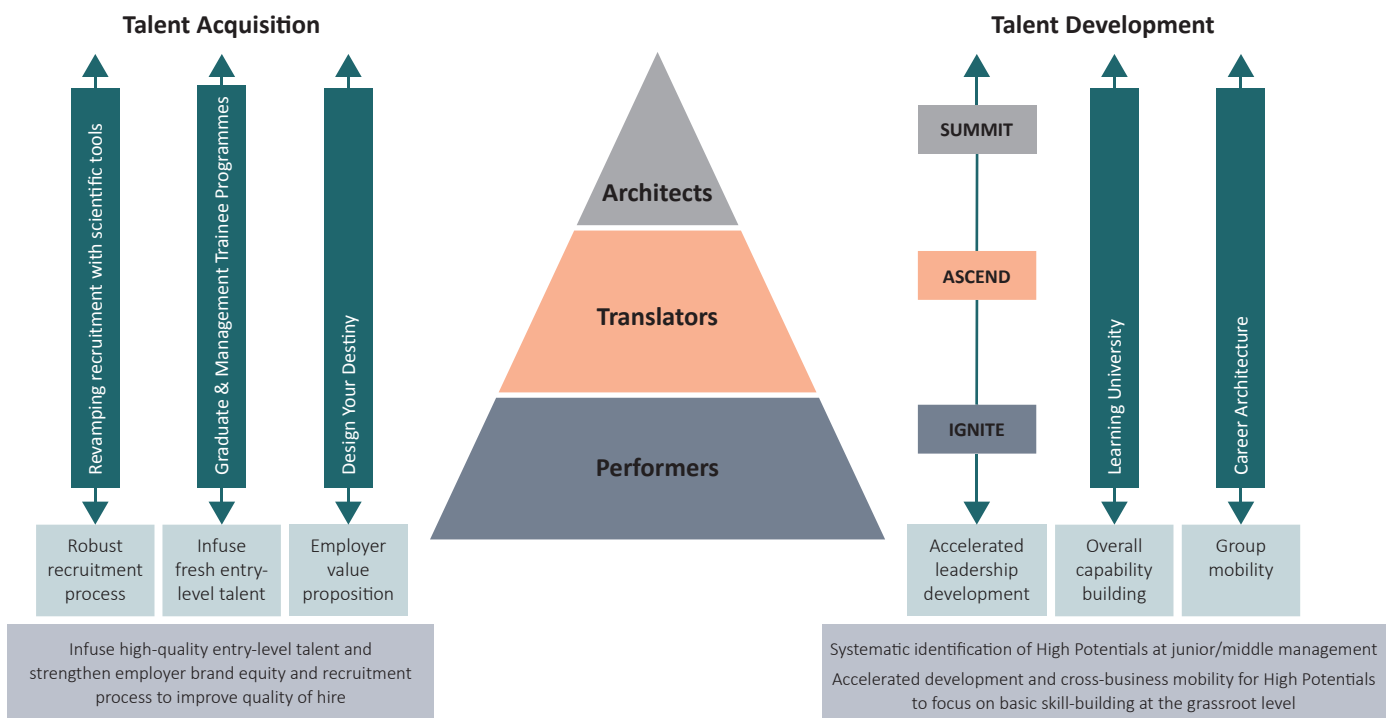 Talent Acquisition
Revamping recruitment with scientific tools
Graduate & Management Trainee Programmes
Design Your Destiny
Robust
recruitment
process
Infuse
fresh entry-
level talent
Employer
value
proposition
Infuse high-quality entry-level talent and
strengthen employer brand equity and recruitment
process to improve quality of hire
Architects
Translators
Performers
Talent Development
SUMMIT
ASCEND
IGNITE
Learning University
Career Architecture
Accelerated
leadership
development
Overall
capability
building
Group
mobility
Systematic identification of High Potentials at junior/middle management
Accelerated development and cross-business mobility for High Potentials
to focus on basic skill-building at the grassroot level